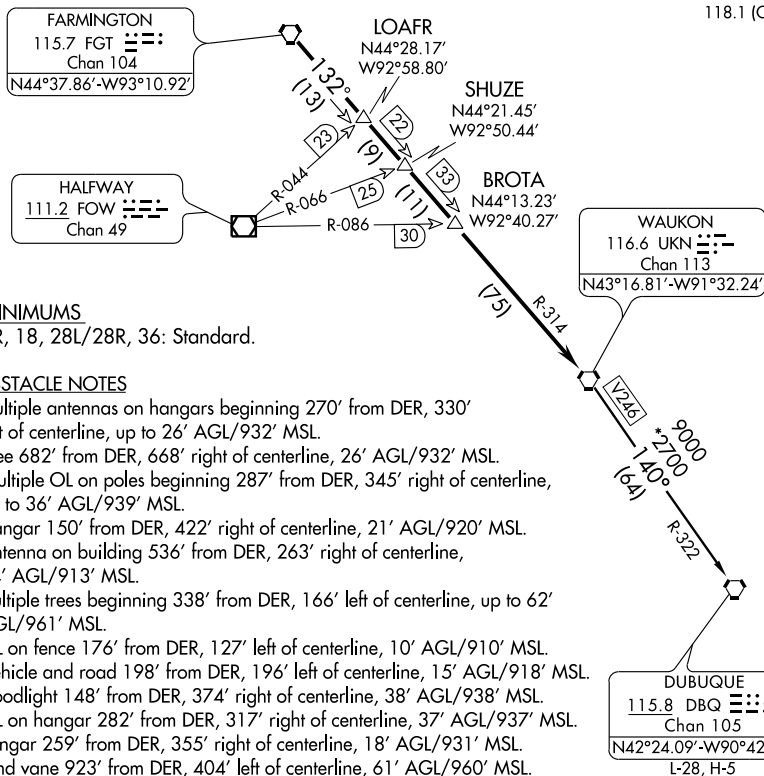 118.1 (C
FARMINGTON
115.7 FGT
Chan 104
N44°37.86'-W93°10.92'
LOAFR
N44°28.17'
W92°58.80'
132°
(13)
SHUZE
N44°21.45'
W92°50.44'
23
22
(9)
R-044
HALFWAY
111.2 FOW
Chan 49
R-066
25
(11)
33
BROTA
N44°13.23'
W92°40.27'
R-086
30
WAUKON
116.6 UKN
Chan 113
N43°16.81'-W91°32.24'
(75)
R-314
NIMUMS
R, 18, 28L/28R, 36: Standard.
V246
9000
*2700
140°
(64)
R-322
STACLE NOTES
ultiple antennas on hangars beginning 270' from DER, 330'
t of centerline, up to 26' AGL/932' MSL.
ee 682' from DER, 668' right of centerline, 26' AGL/932' MSL.
ultiple OL on poles beginning 287' from DER, 345' right of centerline,
to 36' AGL/939' MSL.
angar 150' from DER, 422' right of centerline, 21' AGL/920' MSL.
ntenna on building 536' from DER, 263' right of centerline,
' AGL/913' MSL.
ultiple trees beginning 338' from DER, 166' left of centerline, up to 62'
GL/961' MSL.
L on fence 176' from DER, 127' left of centerline, 10' AGL/910' MSL.
ehicle and road 198' from DER, 196' left of centerline, 15' AGL/918' MSL.
oodlight 148' from DER, 374' right of centerline, 38' AGL/938' MSL.
L on hangar 282' from DER, 317' right of centerline, 37' AGL/937' MSL.
ngar 259' from DER, 355' right of centerline, 18' AGL/931' MSL.
nd vane 923' from DER, 404' left of centerline, 61' AGL/960' MSL.
DUBUQUE
115.8 DBQ
Chan 105
N42°24.09'-W90°42
L-28, H-5